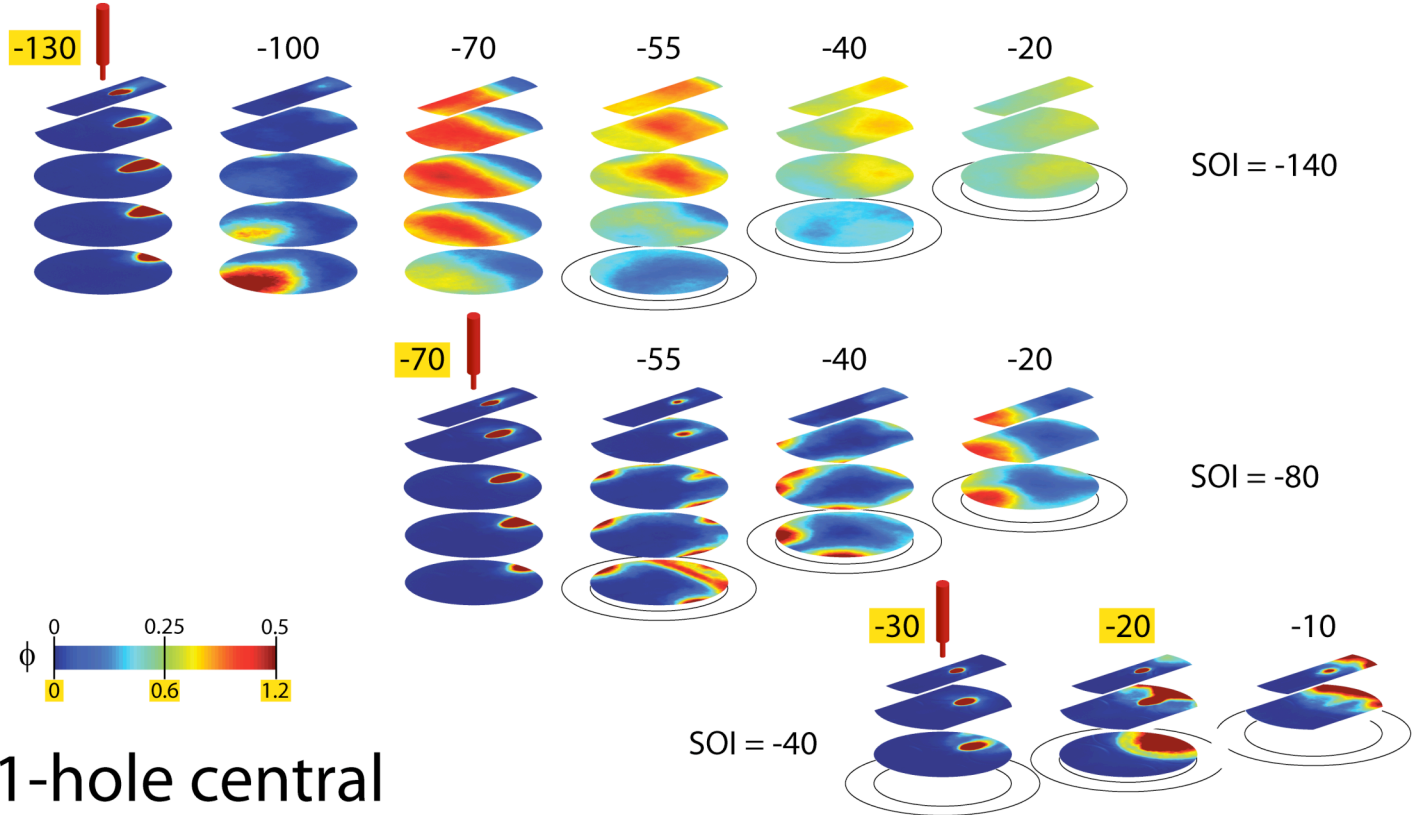 -130 -100 -70 -55 -40 -20
SOI = -140
-70 -55 -40 -20
SOI = -80
-30 -20 -10
SOI = -40
0 0.25 0.5
ϕ
0 0.6 1.2
1-hole central